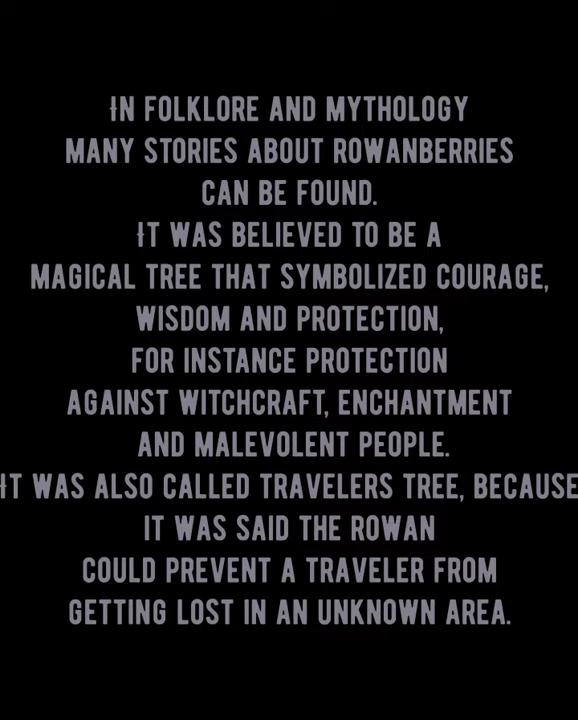 IN FOLKLORE AND MYTHOLOGY
MANY STORIES ABOUT ROWANBERRIES
CAN BE FOUND.
IT WAS BELIEVED TO BE A
MAGICAL TREE THAT SYMBOLIZED COURAGE,
WISDOM AND PROTECTION,
FOR INSTANCE PROTECTION
AGAINST WITCHCRAFT, ENCHANTMENT
AND MALEVOLENT PEOPLE.
IT WAS ALSO CALLED TRAVELERS TREE, BECAUSE
IT WAS SAID THE ROWAN
COULD PREVENT A TRAVELER FROM
GETTING LOST IN AN UNKNOWN AREA.